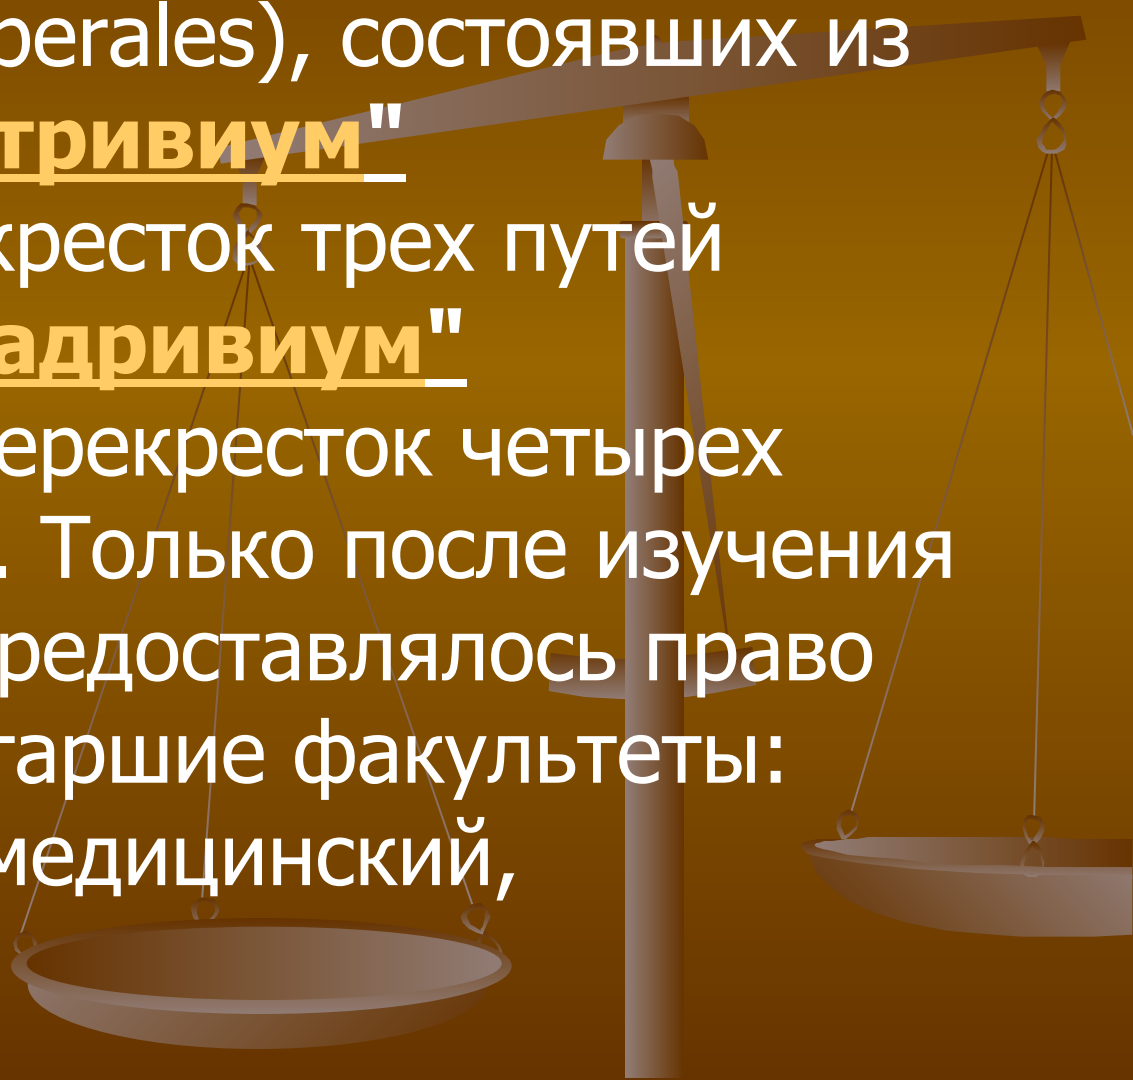 berales), состоявших из
тривиум"
кресток трех путей
адривиум"
ерекресток четырех
. Только после изучения
редоставлялось право
таршие факультеты:
медицинский,